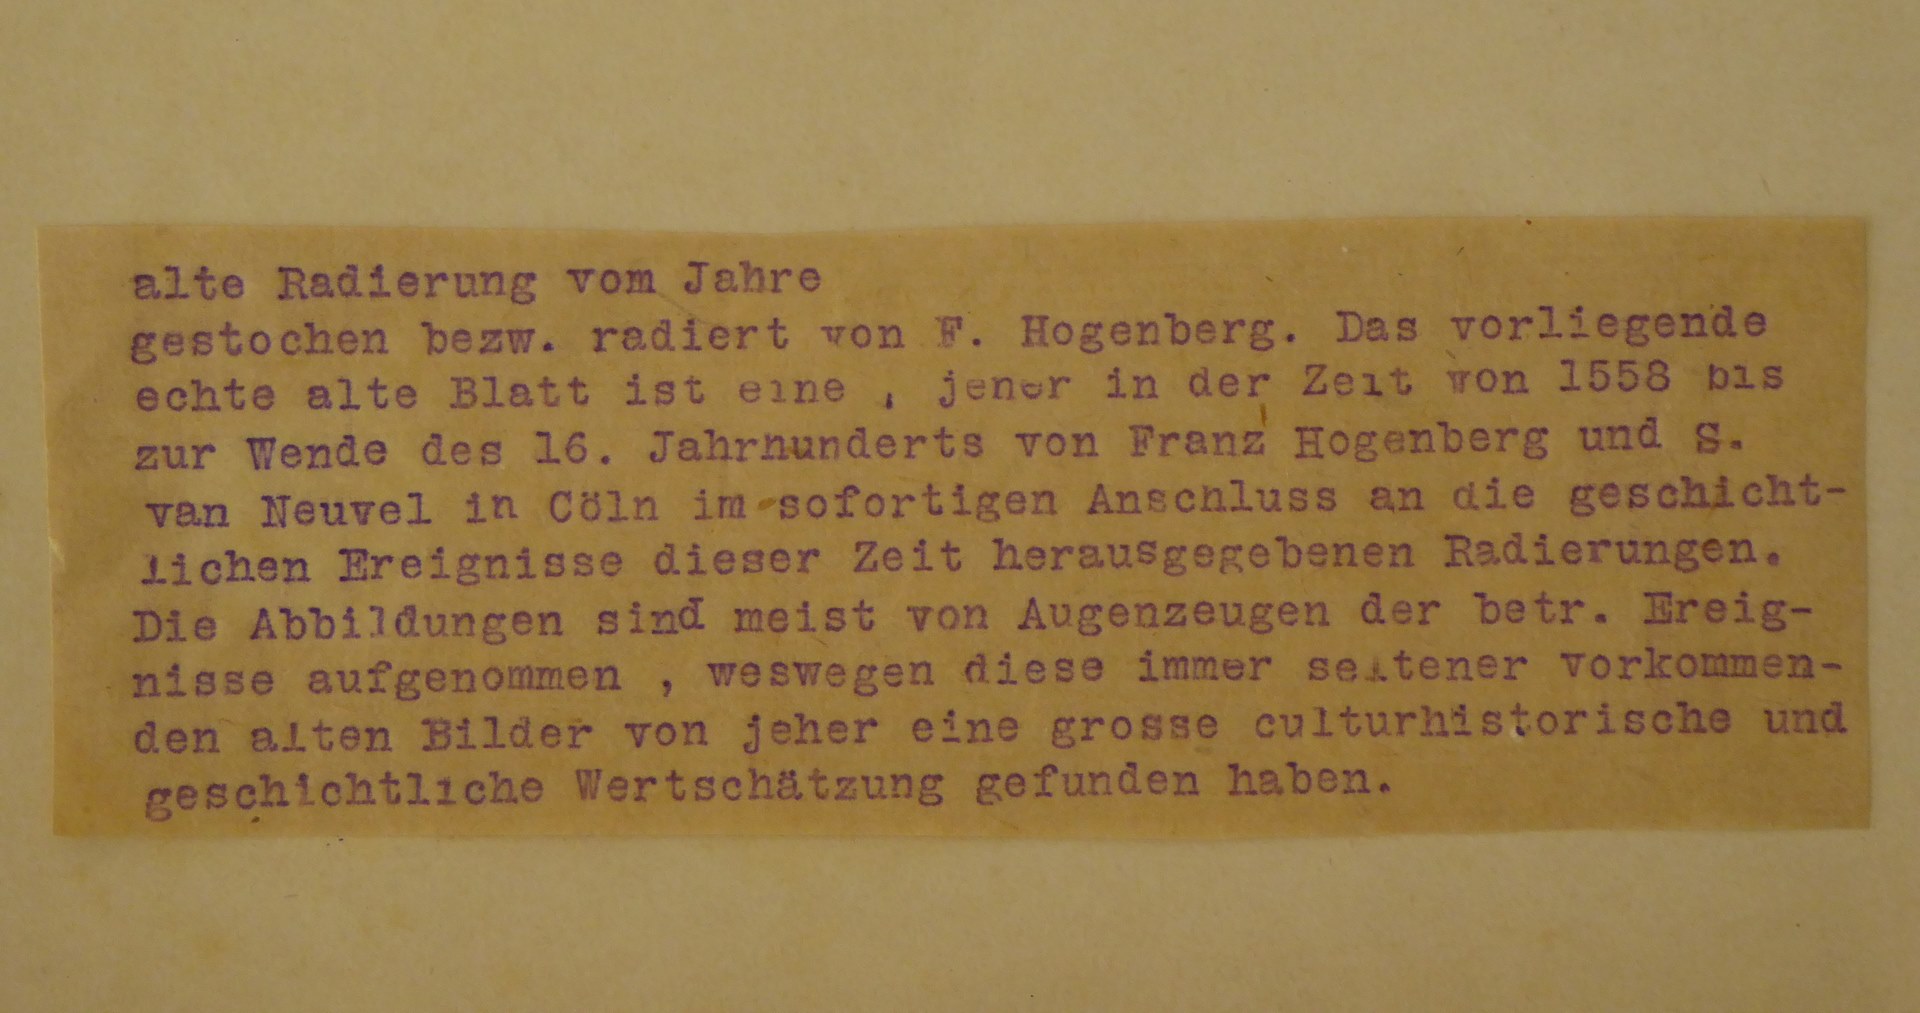 alte Radierung vom Jahre
gestochen bezw. radiert von F. Hogenberg. Das vorliegende
echte alte Blatt ist eine , jener in der Zeit von 1558 bis
zur Wende des 16. Jahrhunderts von Franz Hogenberg und S.
van Neuvel in Cöln im sofortigen Anschluss an die geschicht-
lichen Ereignisse dieser Zeit herausgegebenen Radierungen.
Die Abbildungen sind meist von Augenzeugen der betr. Ereig-
nisse aufgenommen , weswegen diese immer seltener vorkommen-
den alten Bilder von jeher eine grosse culturhistorische und
geschichtliche Wertschätzung gefunden haben.